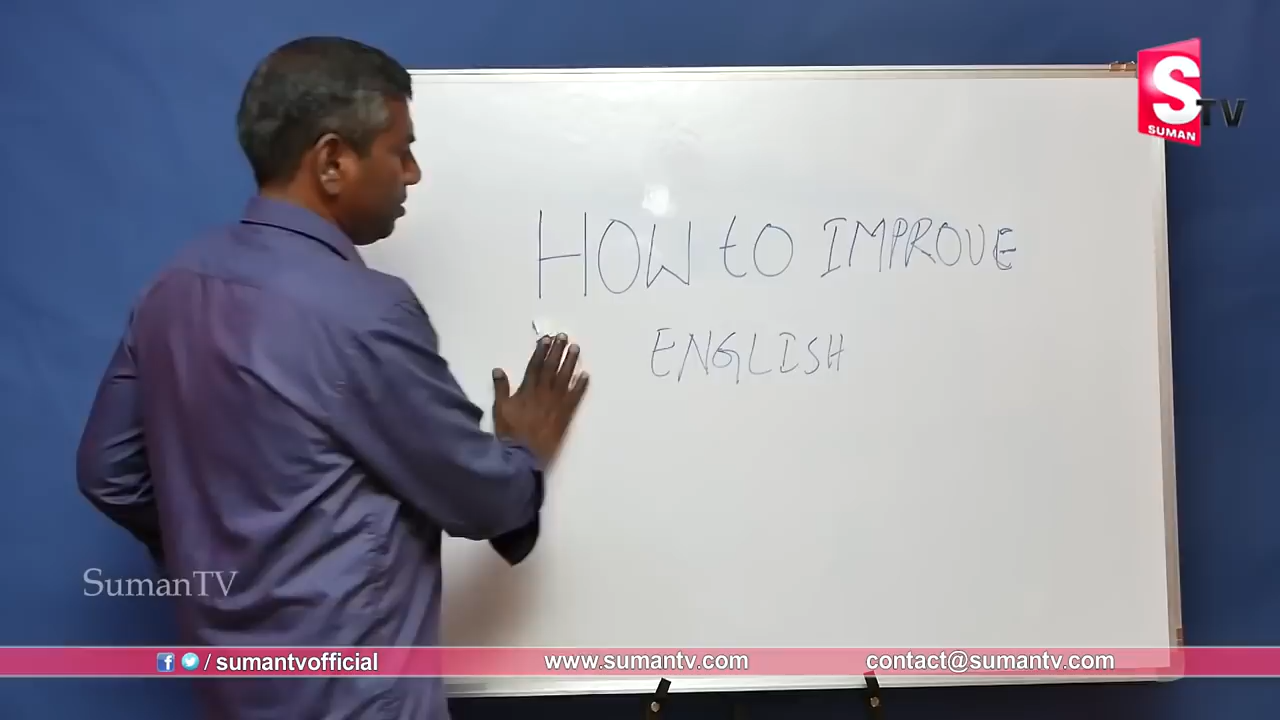 S
TV
SUMAN
HOW to IMPROVE
ENGLISH
SumanTV
f / sumantvofficial
www.sumantv.com
contact@sumantv.com